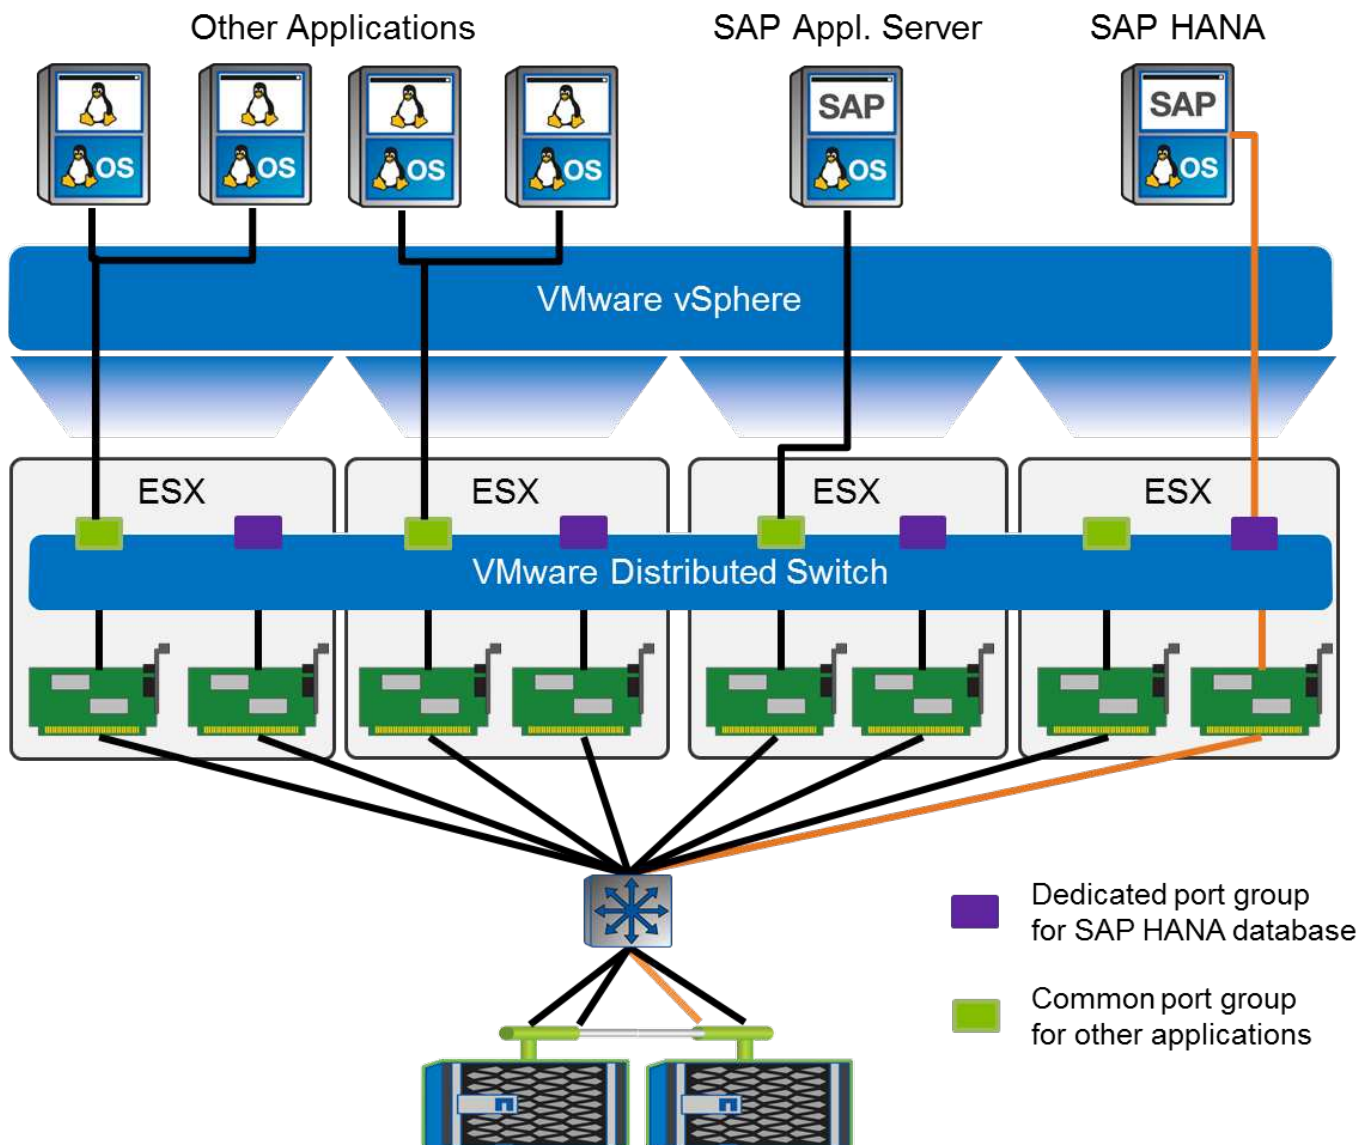 Other Applications
SAP Appl. Server
SAP HANA
SAP
SAP
OS
OS
OS
OS
OS
OS
VMware vSphere
ESX
ESX
ESX
ESX
VMware Distributed Switch
Dedicated port group
for SAP HANA database
Common port group
for other applications